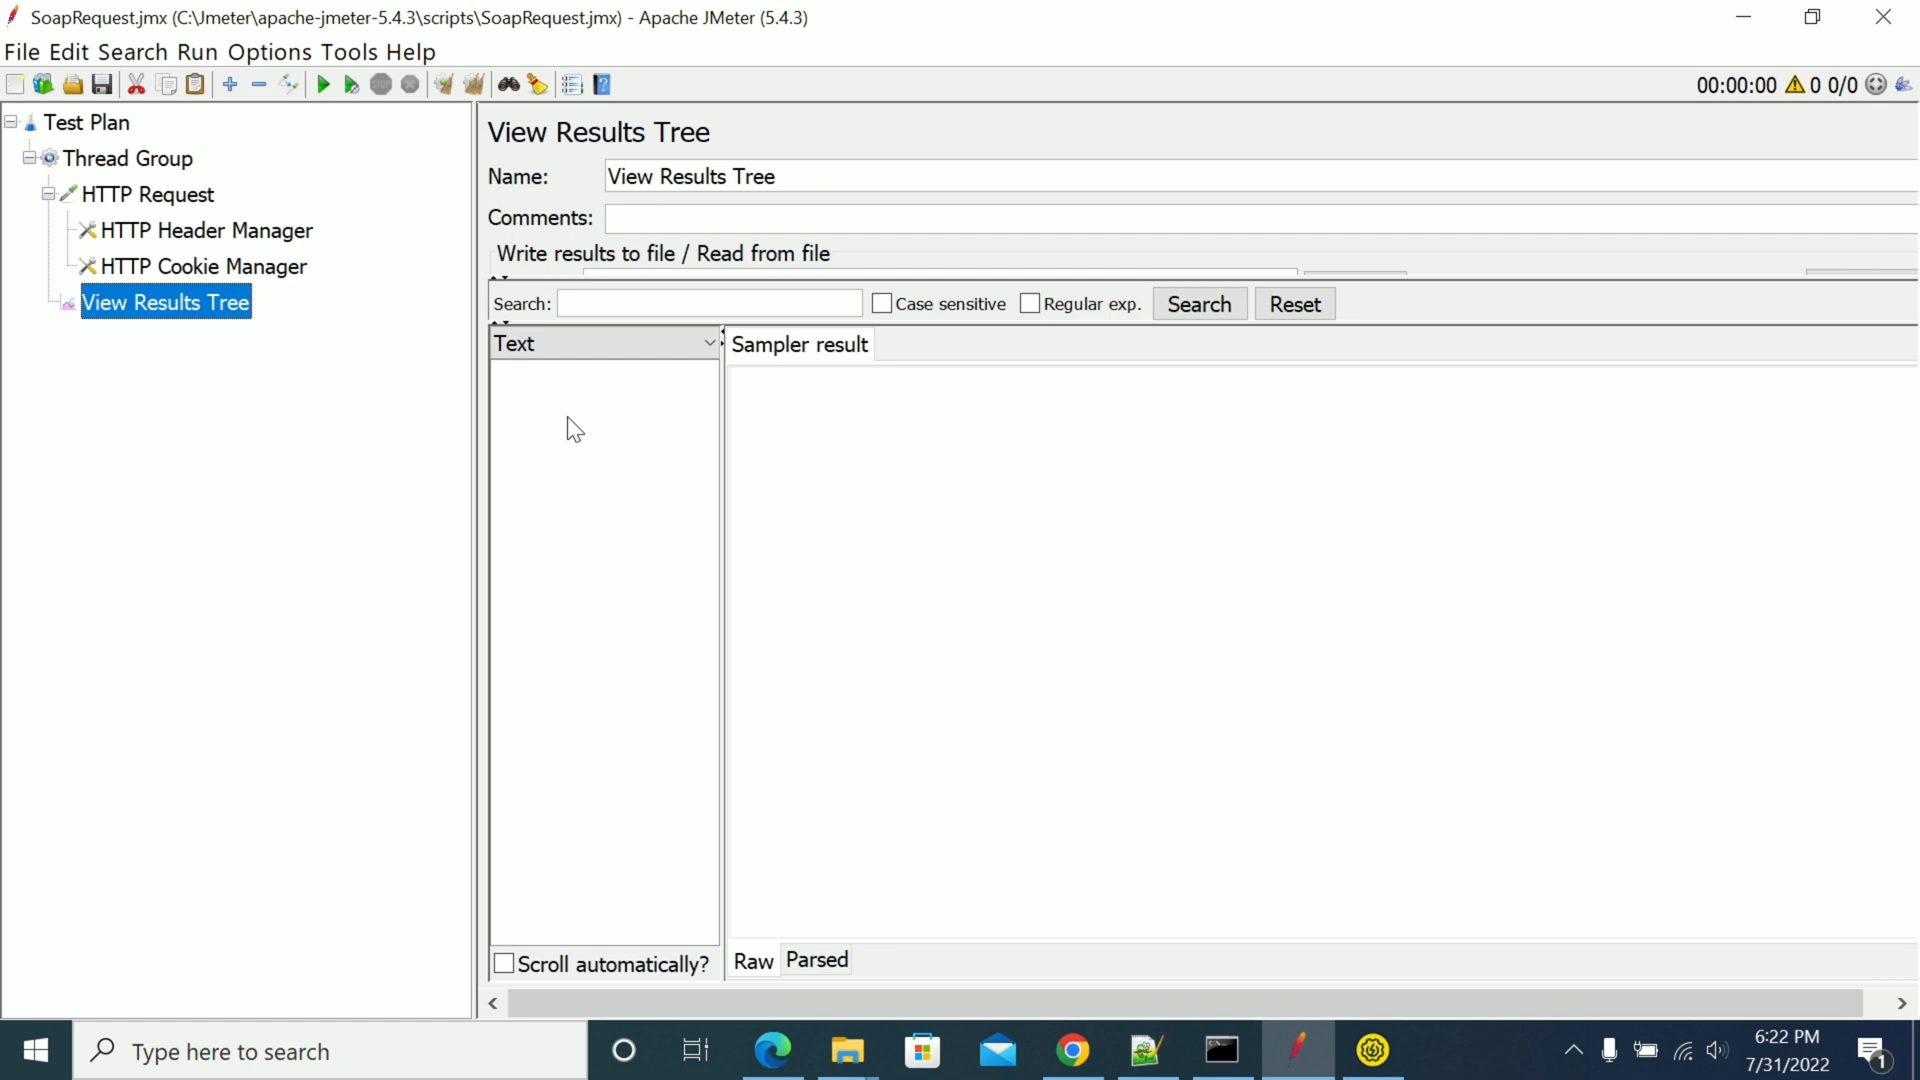 SoapRequest.jmx (C:\Jmeter\apache-jmeter-5.4.3\scripts\SoapRequest.jmx) - Apache JMeter (5.4.3)
File Edit Search Run Options Tools Help
00:00:00 0 0/0
Test Plan
Thread Group
HTTP Request
HTTP Header Manager
HTTP Cookie Manager
View Results Tree
View Results Tree
Name: View Results Tree
Comments:
Write results to file / Read from file
Search: Case sensitive Regular exp. Search Reset
Text
Sampler result
Scroll automatically?
Raw Parsed
Type here to search
6:22 PM
7/31/2022
1